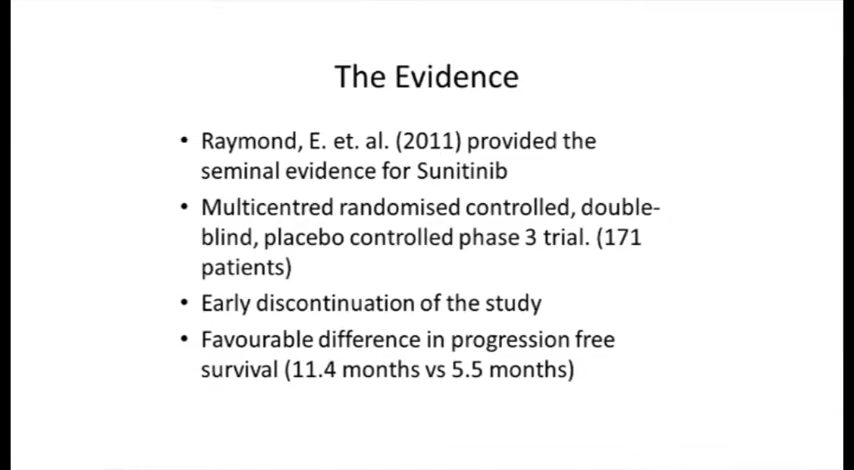 The Evidence
• Raymond, E. et. al. (2011) provided the
seminal evidence for Sunitinib
• Multicentred randomised controlled, double-
blind, placebo controlled phase 3 trial. (171
patients)
• Early discontinuation of the study
• Favourable difference in progression free
survival (11.4 months vs 5.5 months)